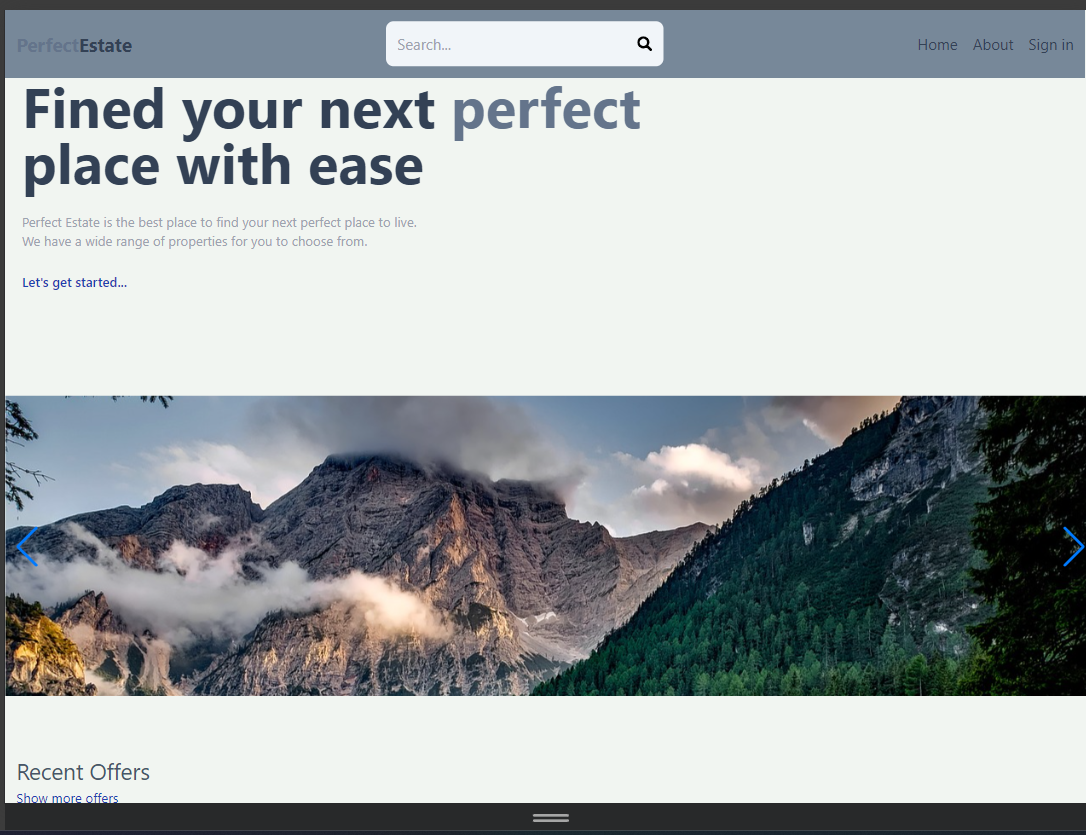 PerfectEstate
Search...
Home About Sign in
Fined your next perfect
place with ease
Perfect Estate is the best place to find your next perfect place to live.
We have a wide range of properties for you to choose from.
Let's get started...
Recent Offers
Show more offers